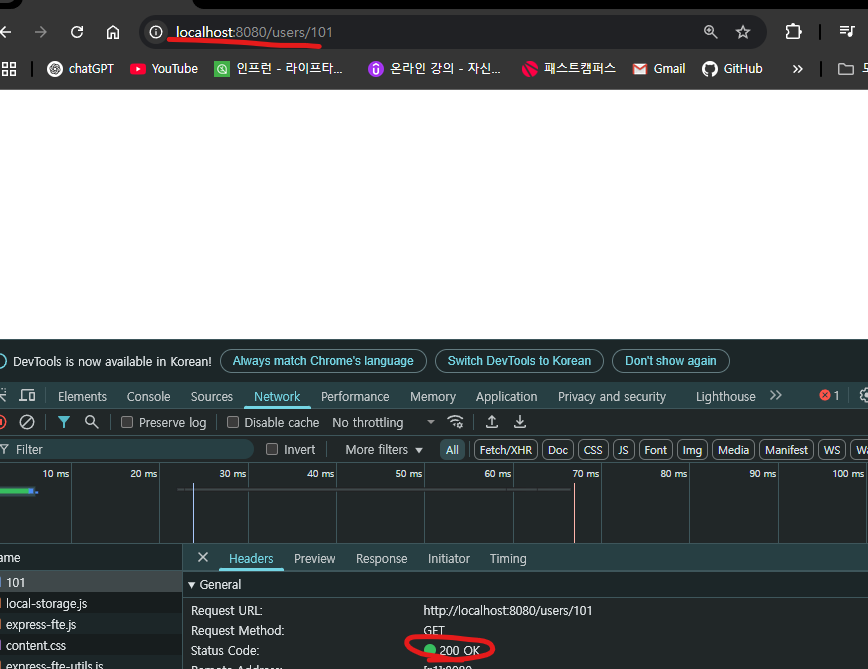 localhost:8080/users/101
chatGPT YouTube 인프런 - 라이프타... 온라인 강의 - 자신... 패스트캠퍼스 Gmail GitHub
DevTools is now available in Korean! Always match Chrome's language Switch DevTools to Korean Don't show again
Elements Console Sources Network Performance Memory Application Privacy and security Lighthouse 1
Preserve log Disable cache No throttling
Filter Invert More filters All Fetch/XHR Doc CSS JS Font Img Media Manifest WS
10 ms 20 ms 30 ms 40 ms 50 ms 60 ms 70 ms 80 ms 90 ms 100 ms
ame Headers Preview Response Initiator Timing
101 General
local-storage.js Request URL: http://localhost:8080/users/101
express-fte.js Request Method: GET
content.css Status Code: 200 OK
express-fte-utils.js Remote Address: [::1]:8080